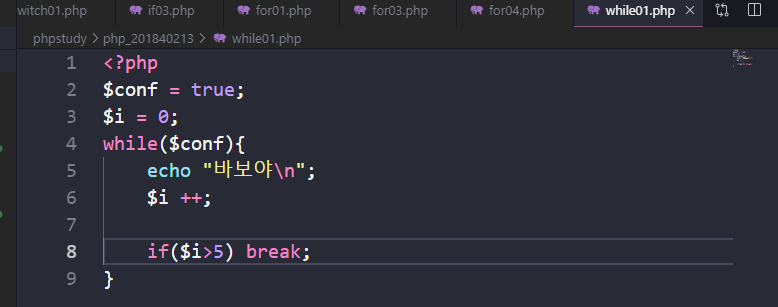 witch01.php if03.php for01.php for03.php for04.php while01.php
phpstudy > php_201840213 > while01.php
1 <?php
2 $conf = true;
3 $i = 0;
4 while($conf){
5 echo "바보야\n";
6 $i ++;
7
8 if($i>5) break;
9 }